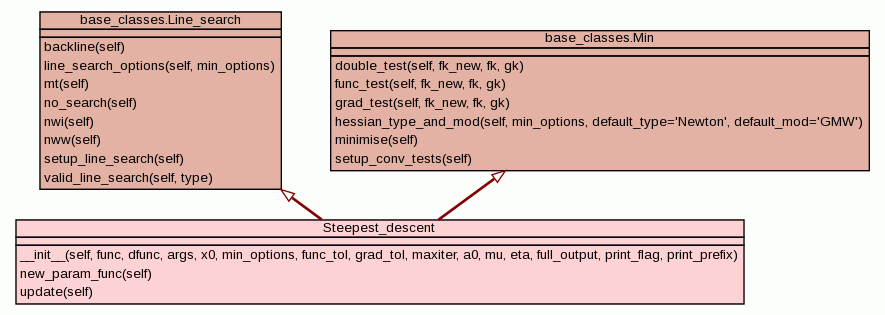 base_classes.Line_search
backline(self)
line_search_options(self, min_options)
mt(self)
no_search(self)
nwi(self)
nww(self)
setup_line_search(self)
valid_line_search(self, type)
base_classes.Min
double_test(self, fk_new, fk, gk)
func_test(self, fk_new, fk, gk)
grad_test(self, fk_new, fk, gk)
hessian_type_and_mod(self, min_options, default_type='Newton', default_mod='GMW')
minimise(self)
setup_conv_tests(self)
Steepest_descent
__init__(self, func, dfunc, args, x0, min_options, func_tol, grad_tol, maxiter, a0, mu, eta, full_output, print_flag, print_prefix)
new_param_func(self)
update(self)